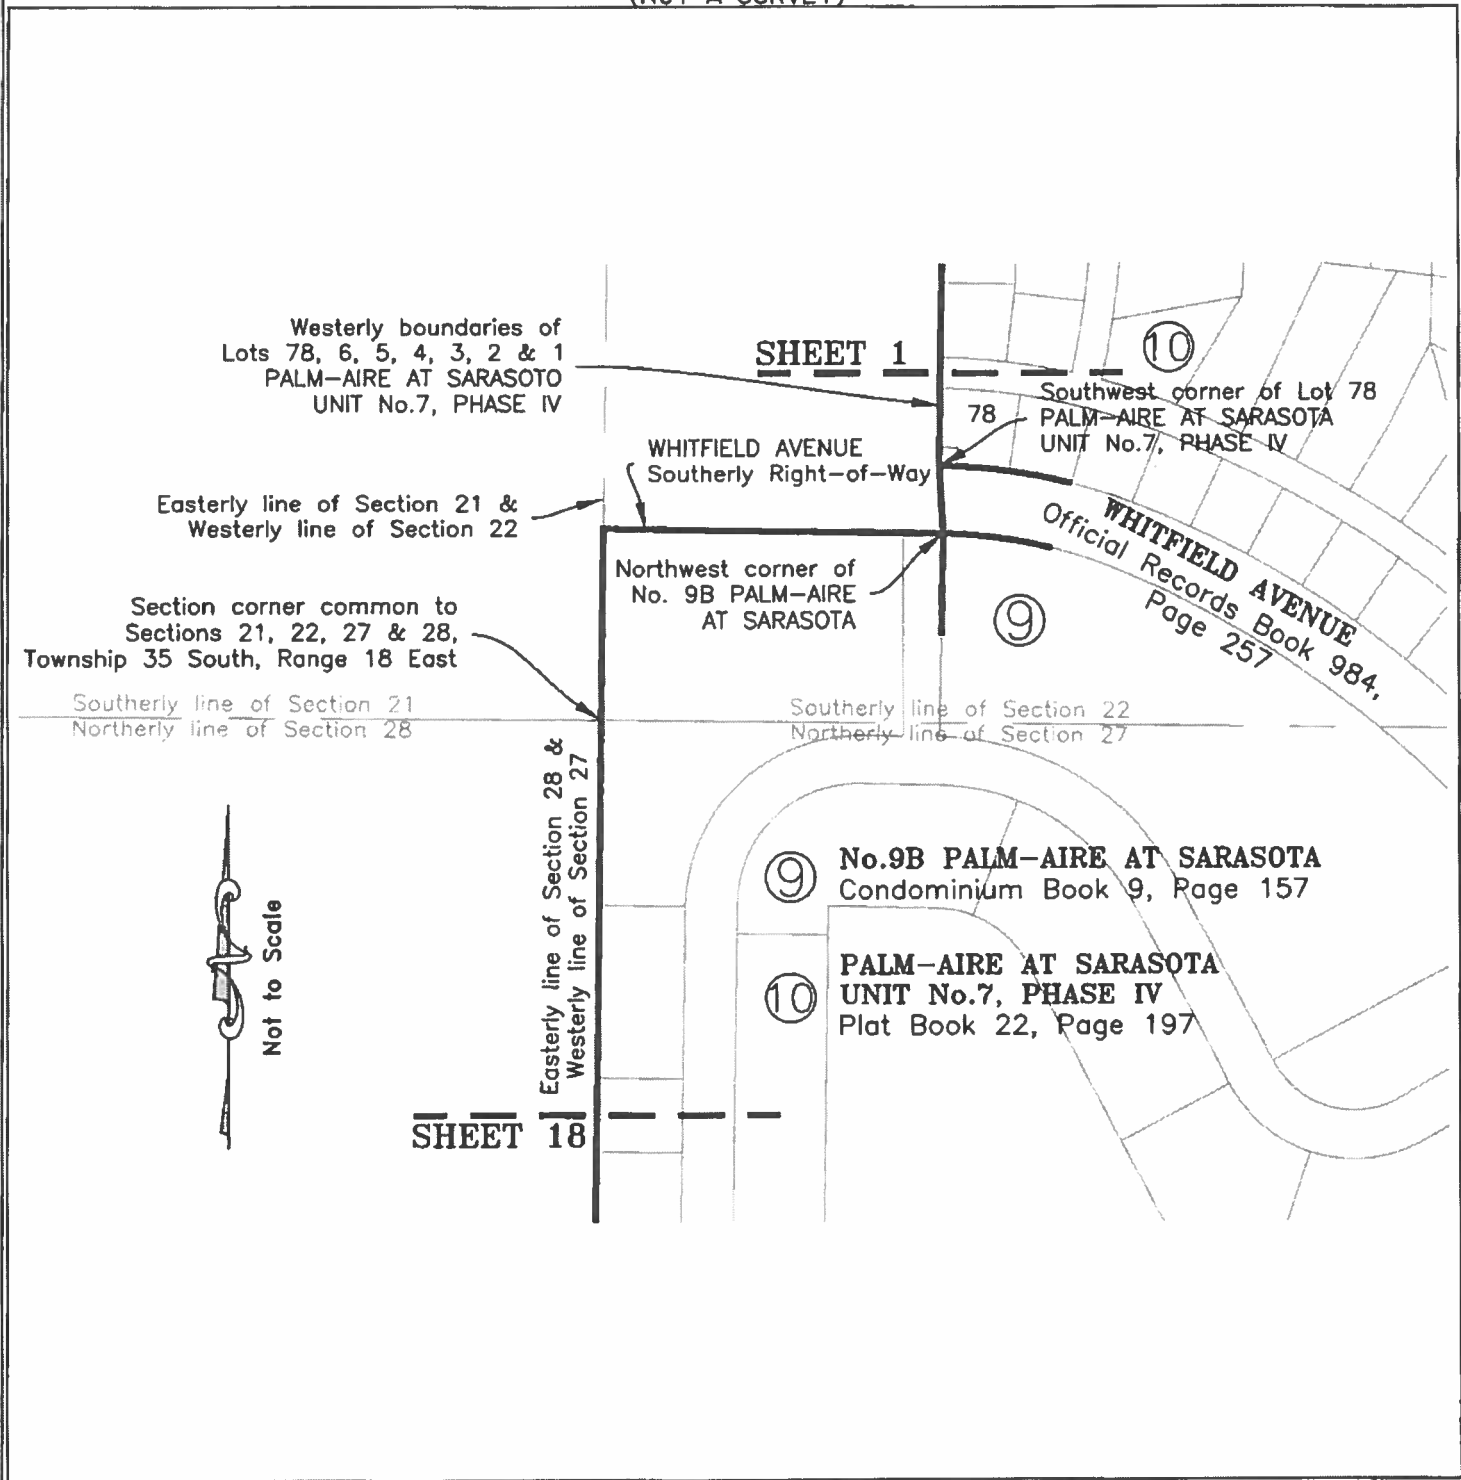 (NOT A SURVEY)
Westerly boundaries of
Lots 78, 6, 5, 4, 3, 2 & 1
PALM-AIRE AT SARASOTO
UNIT No.7, PHASE IV
SHEET 1
10
78
Southwest corner of Lot 78
PALM-AIRE AT SARASOTA
UNIT No.7, PHASE IV
WHITFIELD AVENUE
Southerly Right-of-Way
Easterly line of Section 21 &
Westerly line of Section 22
WHITFIELD AVENUE
Official Records Book 984,
Page 257
Northwest corner of
No. 9B PALM-AIRE
AT SARASOTA
9
Section corner common to
Sections 21, 22, 27 & 28,
Township 35 South, Range 18 East
Southerly line of Section 21
Northerly line of Section 28
Southerly line of Section 22
Northerly line of Section 27
Easterly line of Section 28 &
Westerly line of Section 27
Not to Scale
9
No.9B PALM-AIRE AT SARASOTA
Condominium Book 9, Page 157
10
PALM-AIRE AT SARASOTA
UNIT No.7, PHASE IV
Plat Book 22, Page 197
SHEET 18